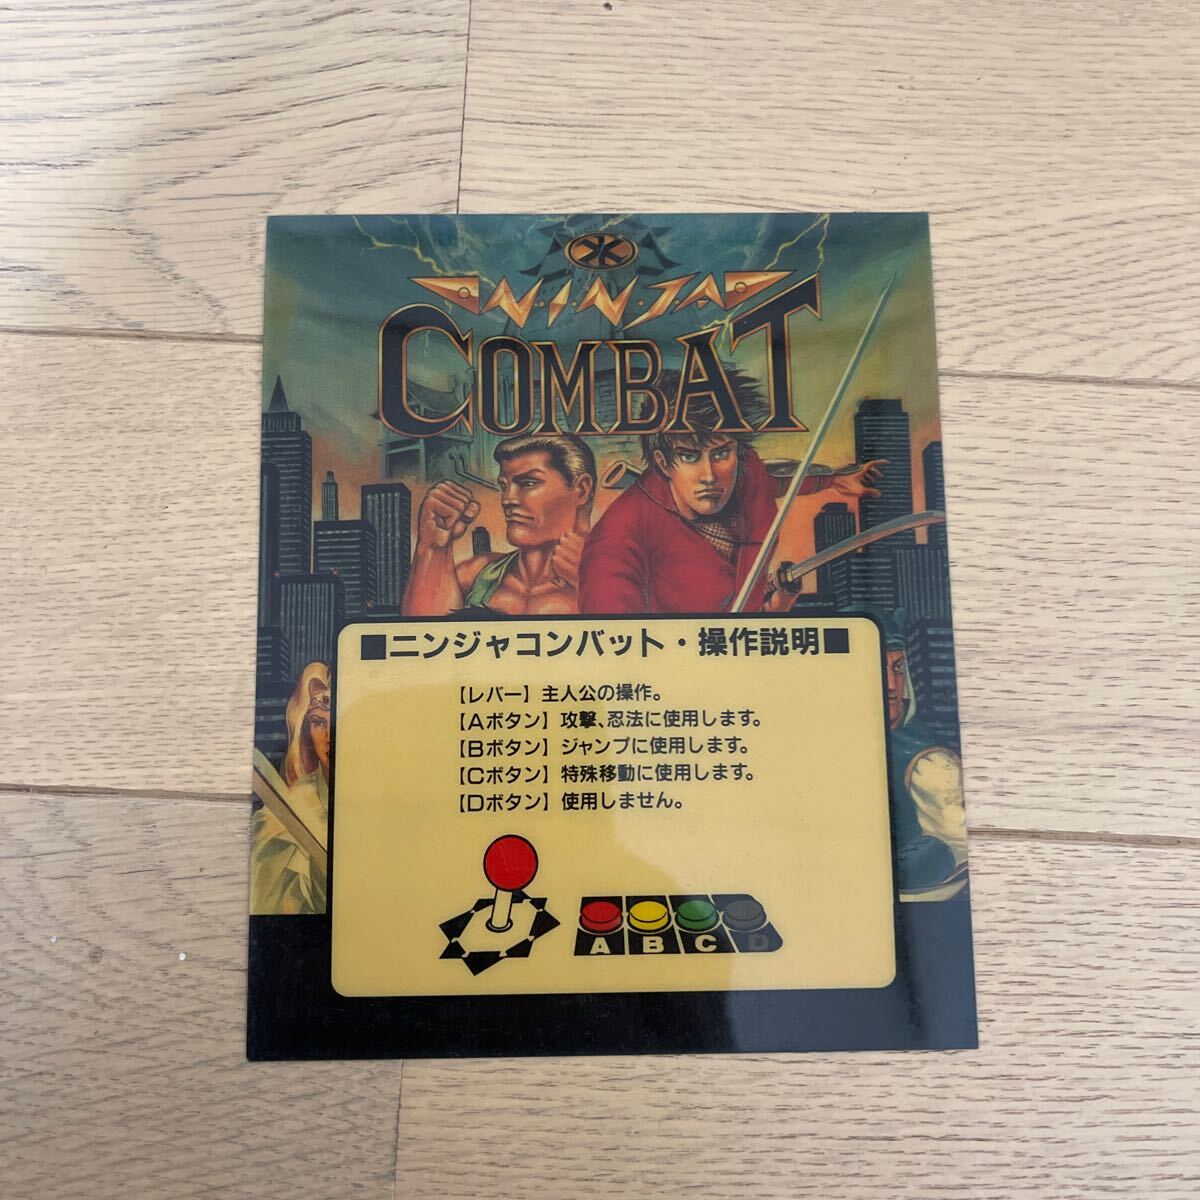 NINJA
COMBAT
■ニンジャコンバット・操作説明■
【レバー】主人公の操作。
【Aボタン】攻撃、忍法に使用します。
【Bボタン】ジャンプに使用します。
【Cボタン】特殊移動に使用します。
【Dボタン】使用しません。
A B C D